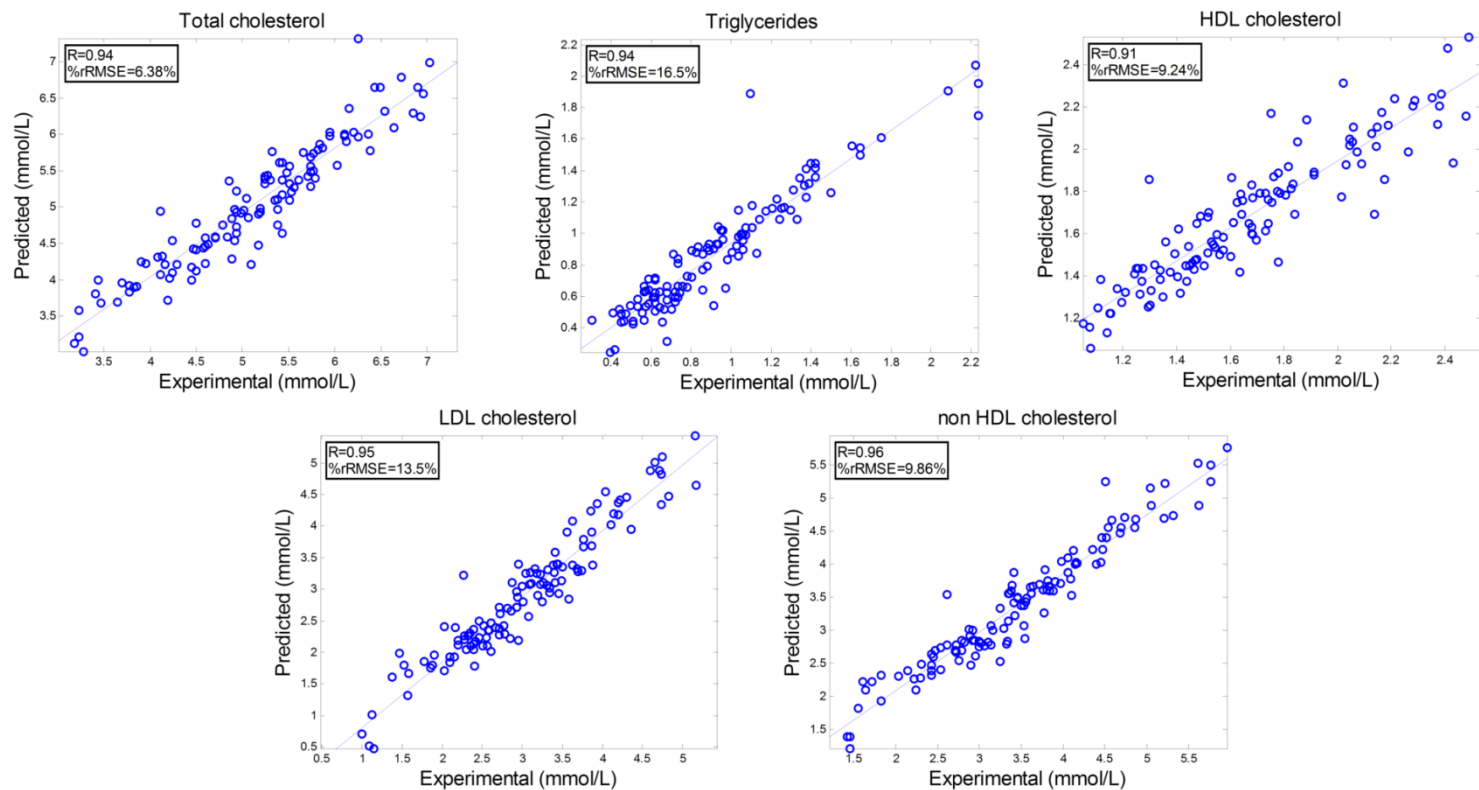 Total cholesterol
R=0.94
%rRMSE=6.38%
7
6.5
6
5.5
5
4.5
4
3.5
Predicted (mmol/L)
3.5 4 4.5 5 5.5 6 6.5 7
Experimental (mmol/L)
Triglycerides
R=0.94
%rRMSE=16.5%
2.2
2
1.8
1.6
1.4
1.2
1
0.8
0.6
0.4
Predicted (mmol/L)
0.4 0.6 0.8 1 1.2 1.4 1.6 1.8 2 2.2
Experimental (mmol/L)
HDL cholesterol
R=0.91
%rRMSE=9.24%
2.4
2.2
2
1.8
1.6
1.4
1.2
Predicted (mmol/L)
1.2 1.4 1.6 1.8 2 2.2 2.4
Experimental (mmol/L)
LDL cholesterol
R=0.95
%rRMSE=13.5%
5
4.5
4
3.5
3
2.5
2
1.5
1
0.5
Predicted (mmol/L)
0.5 1 1.5 2 2.5 3 3.5 4 4.5 5
Experimental (mmol/L)
non HDL cholesterol
R=0.96
%rRMSE=9.86%
5.5
5
4.5
4
3.5
3
2.5
2
1.5
Predicted (mmol/L)
1.5 2 2.5 3 3.5 4 4.5 5 5.5
Experimental (mmol/L)